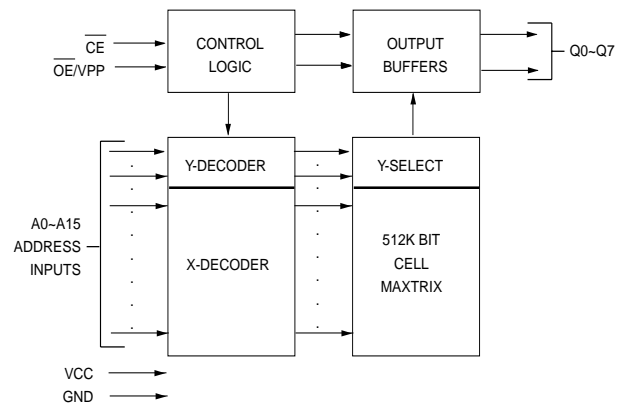 CE
OE/VPP
CONTROL
LOGIC
OUTPUT
BUFFERS
Q0~Q7
Y-DECODER
Y-SELECT
A0~A15
ADDRESS
INPUTS
X-DECODER
512K BIT
CELL
MAXTRIX
VCC
GND